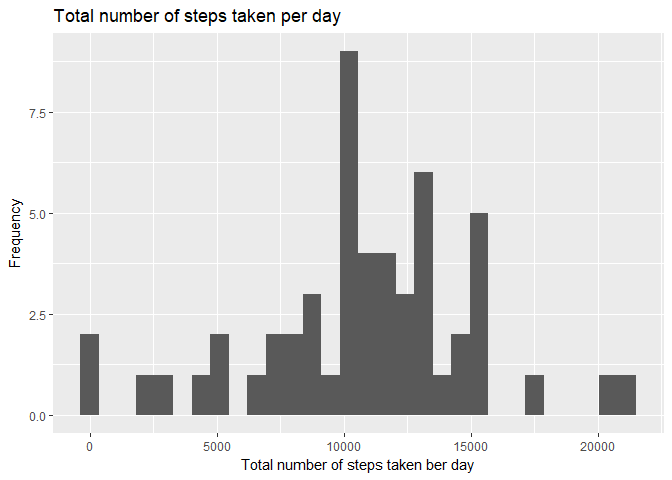 Total number of steps taken per day
7.5
5.0
2.5
0.0
Frequency
0 5000 10000 15000 20000
Total number of steps taken ber day